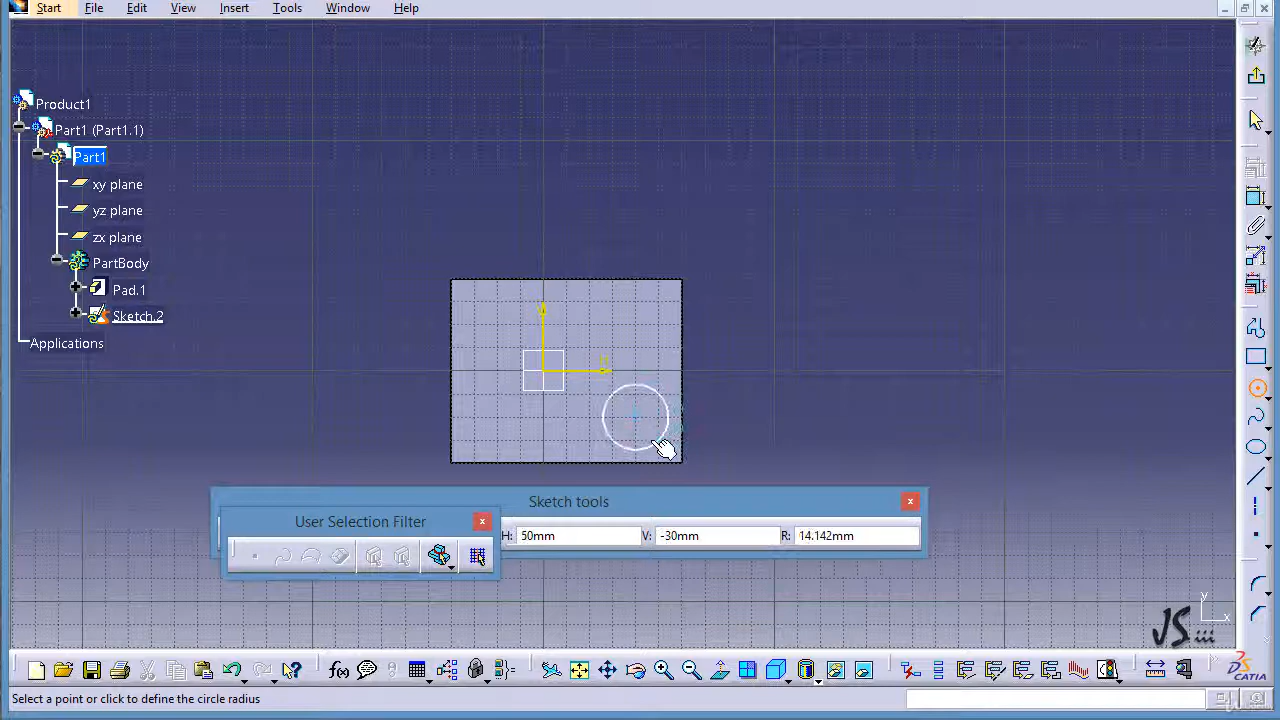 Start File Edit View Insert Tools Window Help
Product1
Part1 (Part1.1)
Part1
xy plane
yz plane
zx plane
PartBody
Pad.1
Sketch.2
Applications
Sketch tools
User Selection Filter
H: 50mm V: -30mm R: 14.142mm
y
x
JS
f(x)
CATIA
Select a point or click to define the circle radius